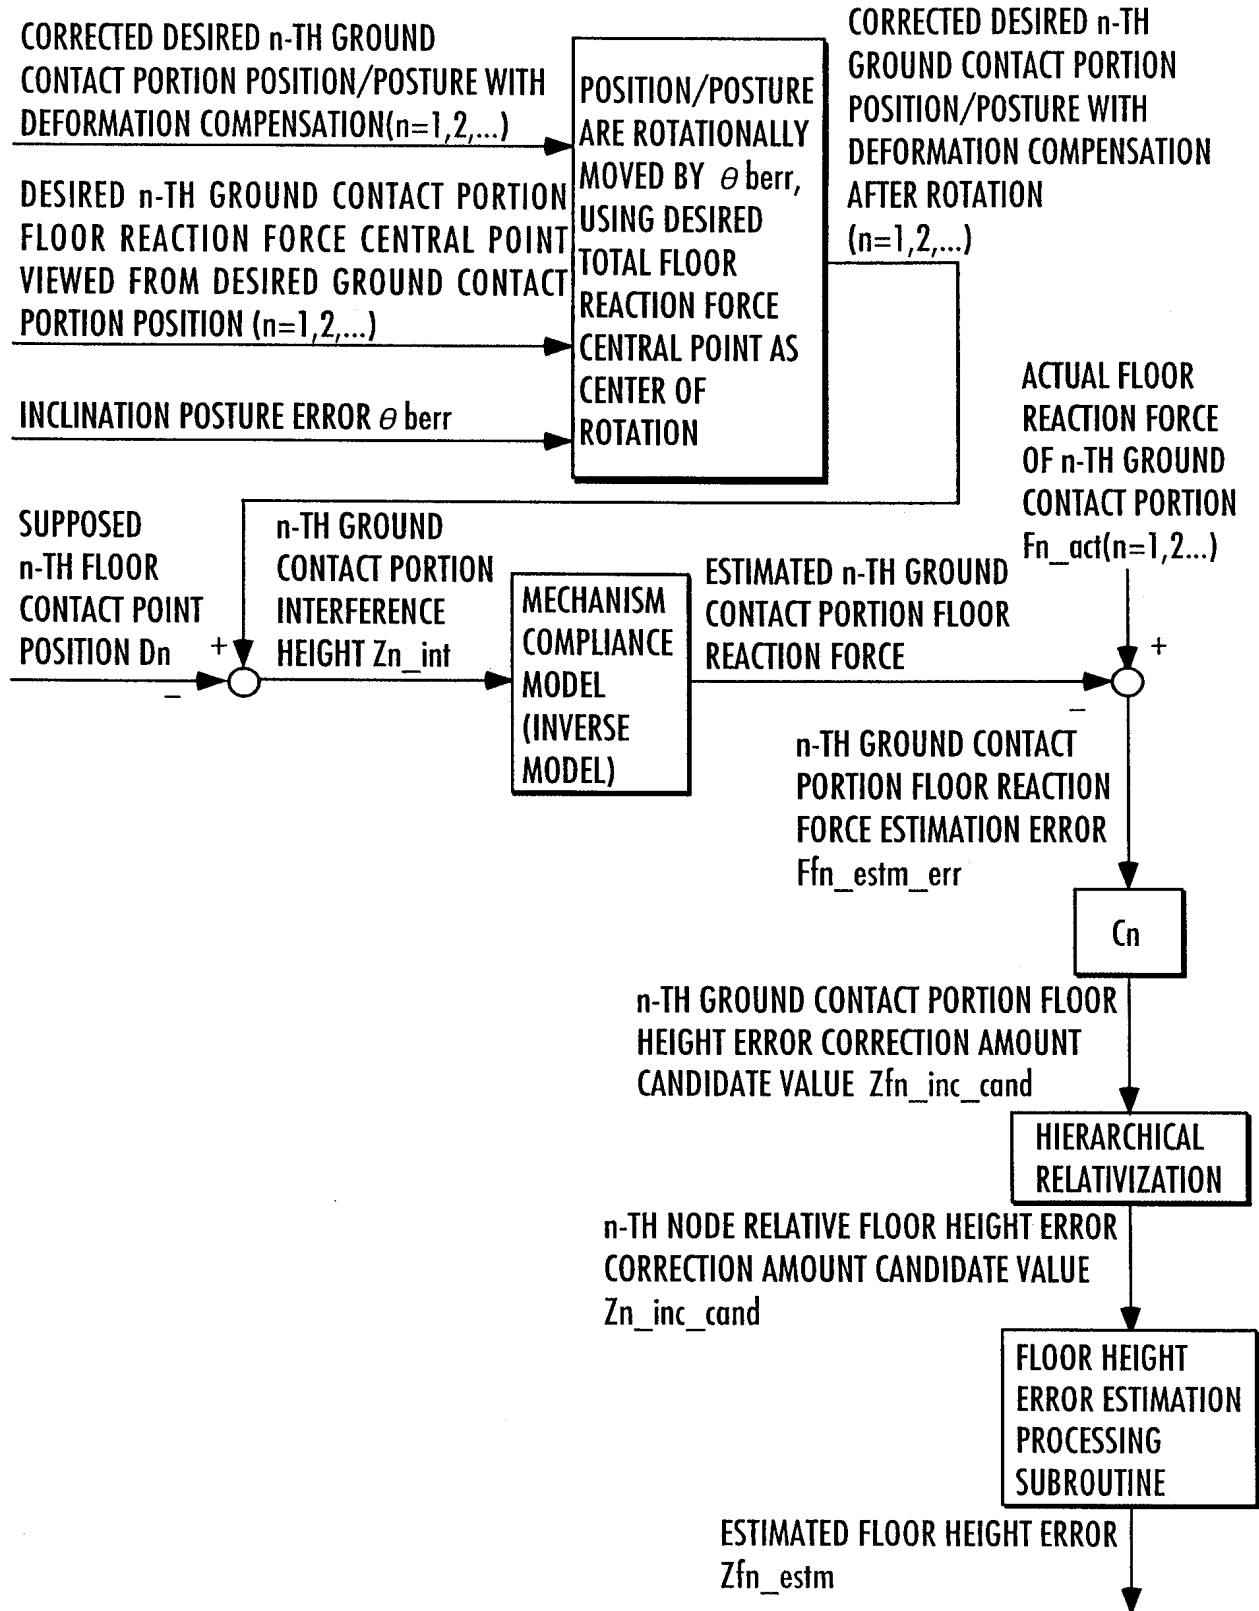 CORRECTED DESIRED n-TH GROUND
CONTACT PORTION POSITION/POSTURE WITH
DEFORMATION COMPENSATION(n=1,2,...)
DESIRED n-TH GROUND CONTACT PORTION
FLOOR REACTION FORCE CENTRAL POINT
VIEWED FROM DESIRED GROUND CONTACT
PORTION POSITION (n=1,2,...)
INCLINATION POSTURE ERROR θ berr
POSITION/POSTURE
ARE ROTATIONALLY
MOVED BY θ berr,
USING DESIRED
TOTAL FLOOR
REACTION FORCE
CENTRAL POINT AS
CENTER OF
ROTATION
CORRECTED DESIRED n-TH
GROUND CONTACT PORTION
POSITION/POSTURE WITH
DEFORMATION COMPENSATION
AFTER ROTATION
(n=1,2,...)
ACTUAL FLOOR
REACTION FORCE
OF n-TH GROUND
CONTACT PORTION
Fn_act(n=1,2...)
SUPPOSED
n-TH FLOOR
CONTACT POINT
POSITION Dn
+
−
n-TH GROUND
CONTACT PORTION
INTERFERENCE
HEIGHT Zn_int
MECHANISM
COMPLIANCE
MODEL
(INVERSE
MODEL)
ESTIMATED n-TH GROUND
CONTACT PORTION FLOOR
REACTION FORCE
+
−
n-TH GROUND CONTACT
PORTION FLOOR REACTION
FORCE ESTIMATION ERROR
Ffn_estm_err
Cn
n-TH GROUND CONTACT PORTION FLOOR
HEIGHT ERROR CORRECTION AMOUNT
CANDIDATE VALUE Zfn_inc_cand
HIERARCHICAL
RELATIVIZATION
n-TH NODE RELATIVE FLOOR HEIGHT ERROR
CORRECTION AMOUNT CANDIDATE VALUE
Zn_inc_cand
FLOOR HEIGHT
ERROR ESTIMATION
PROCESSING
SUBROUTINE
ESTIMATED FLOOR HEIGHT ERROR
Zfn_estm